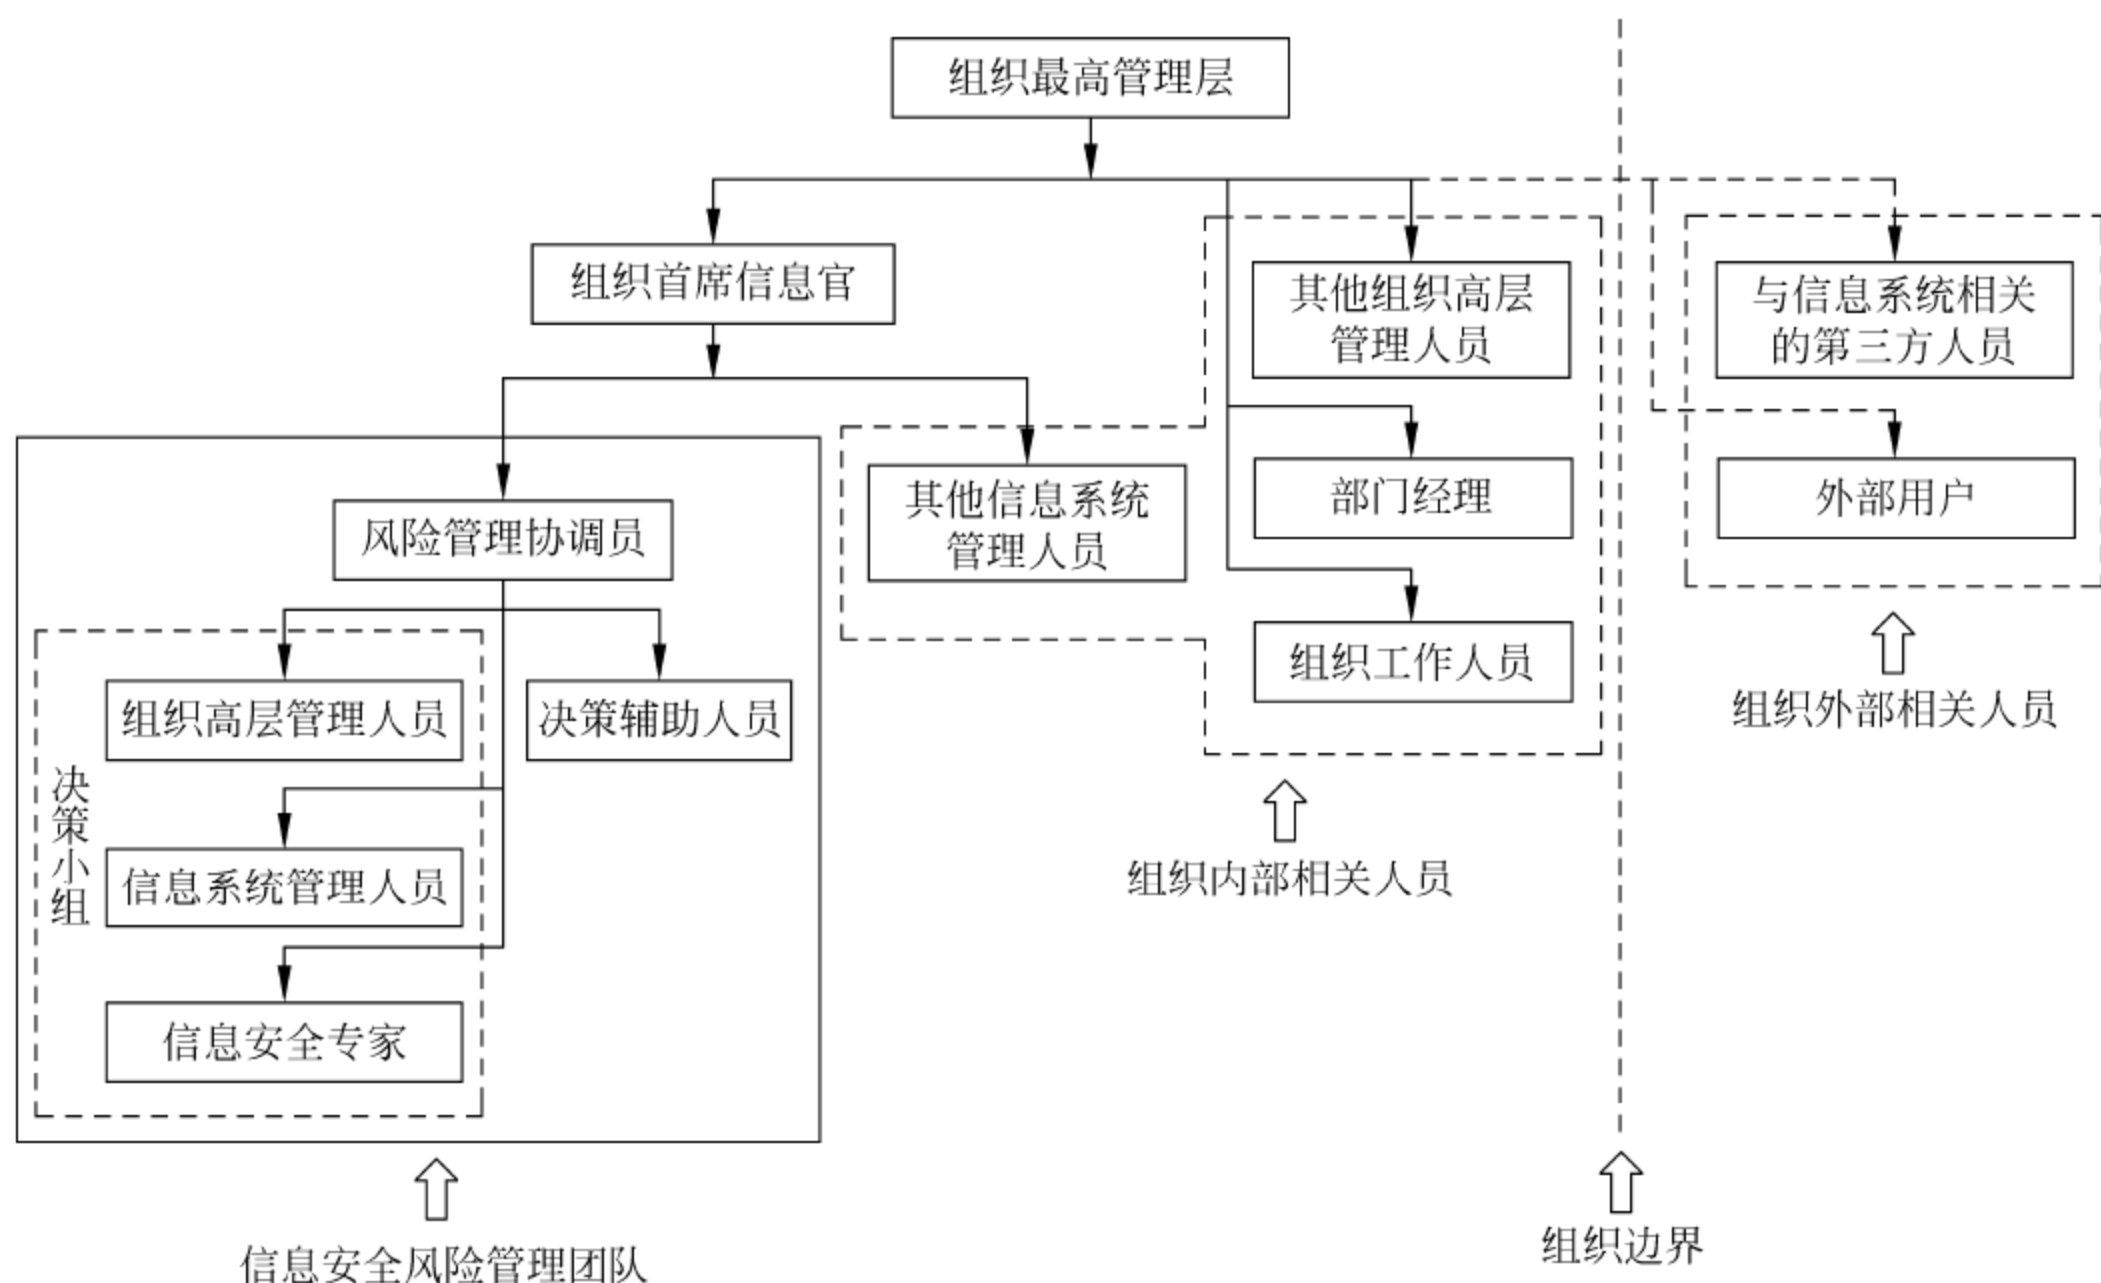 组织最高管理层
组织首席信息官
其他组织高层
管理人员
与信息系统相关
的第三方人员
其他信息系统
管理人员
部门经理
外部用户
风险管理协调员
组织工作人员
组织外部相关人员
组织高层管理人员
决策辅助人员
决策小组
信息系统管理人员
组织内部相关人员
信息安全专家
组织边界
信息安全风险管理团队